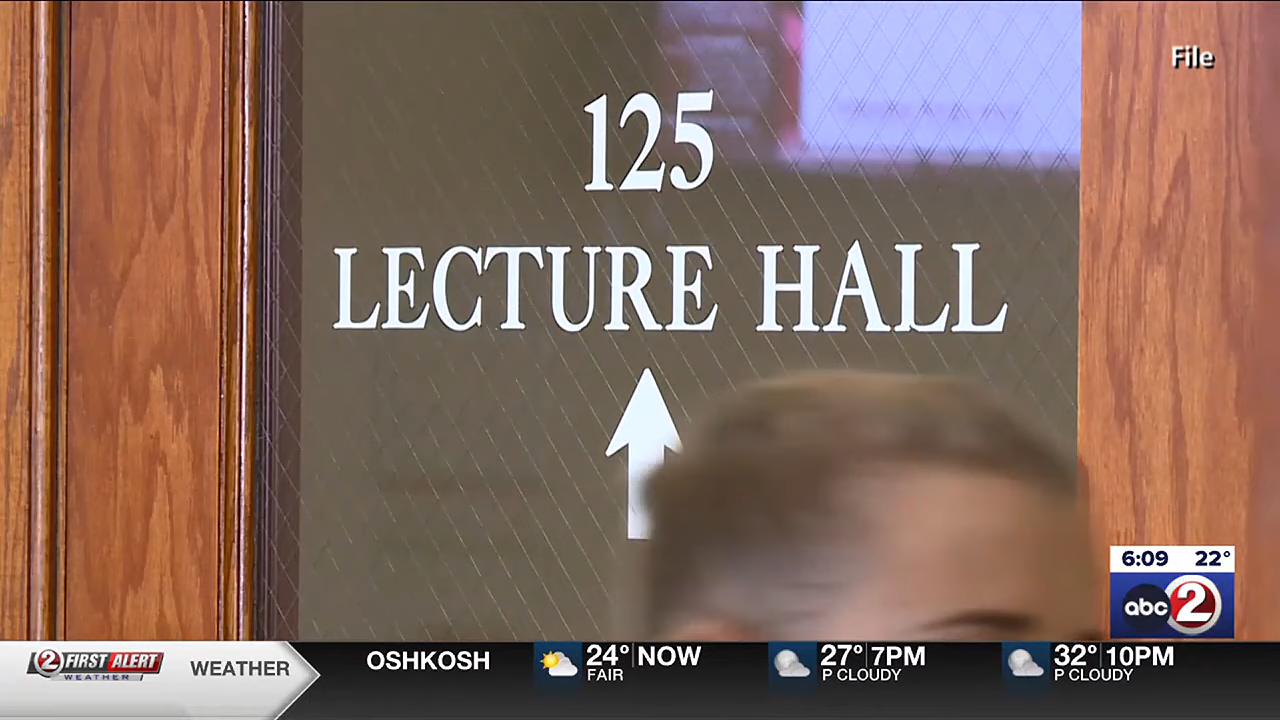 File
125
LECTURE HALL
6:09 22°
abc 2
2 FIRST ALERT
WEATHER
WEATHER
OSHKOSH
24° NOW
FAIR
27° 7PM
P CLOUDY
32° 10PM
P CLOUDY